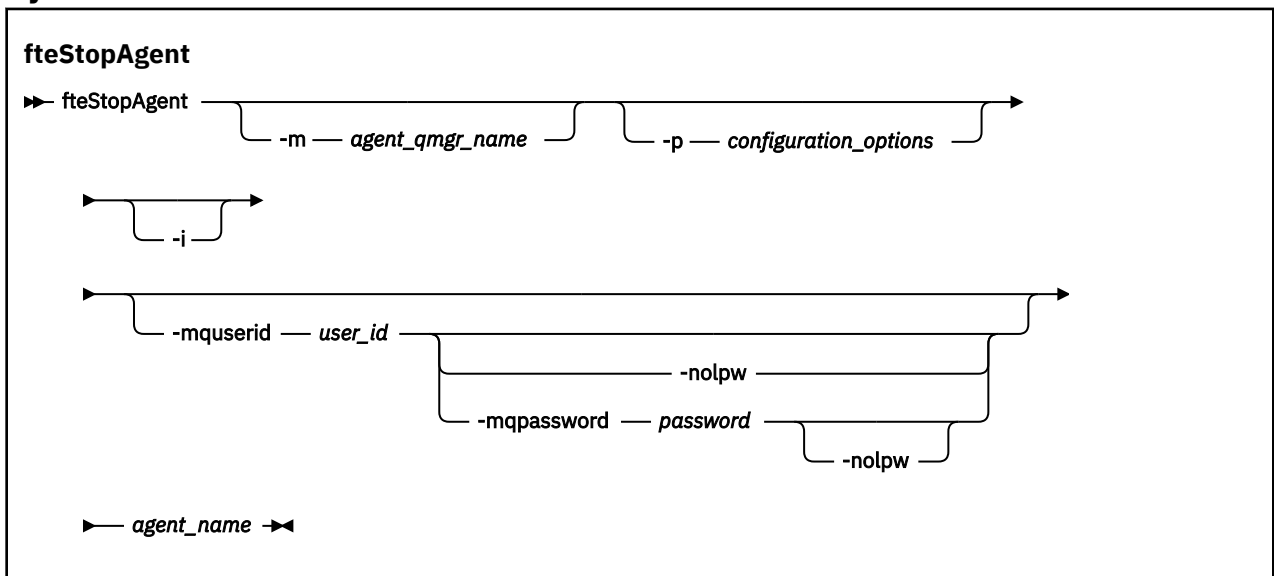 fteStopAgent
fteStopAgent
-m agent_qmgr_name -p configuration_options
-i
-mquserid user_id
-nolpw
-mqpassword password
-nolpw
agent_name